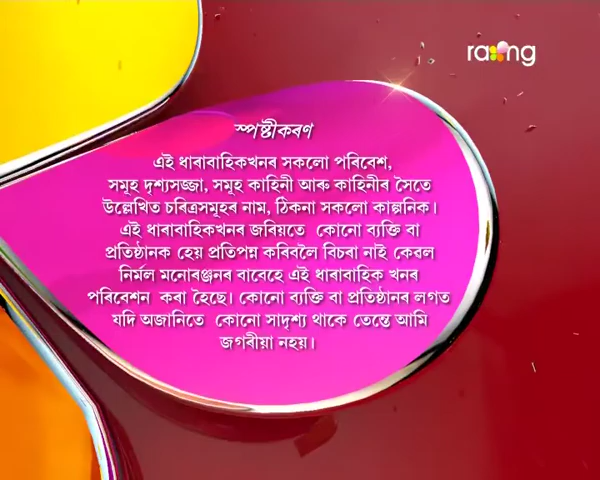 rang
স্পষ্টীকৰণ
এই ধাৰাবাহিকখনৰ সকলো পৰিবেশ,
সমূহ দৃশ্যসজ্জা, সমূহ কাহিনী আৰু কাহিনীৰ সৈতে
উল্লেখিত চৰিত্ৰসমূহৰ নাম, ঠিকনা সকলো কাল্পনিক।
এই ধাৰাবাহিকখনৰ জৰিয়তে কোনো ব্যক্তি বা
প্ৰতিষ্ঠানক হেয় প্ৰতিপন্ন কৰিবলৈ বিচৰা নাই কেৱল
নিৰ্মল মনোৰঞ্জনৰ বাবেহে এই ধাৰাবাহিক খনৰ
পৰিবেশন কৰা হৈছে। কোনো ব্যক্তি বা প্ৰতিষ্ঠানৰ লগত
যদি অজানিতে কোনো সাদৃশ্য থাকে তেন্তে আমি
জগৰীয়া নহয়।